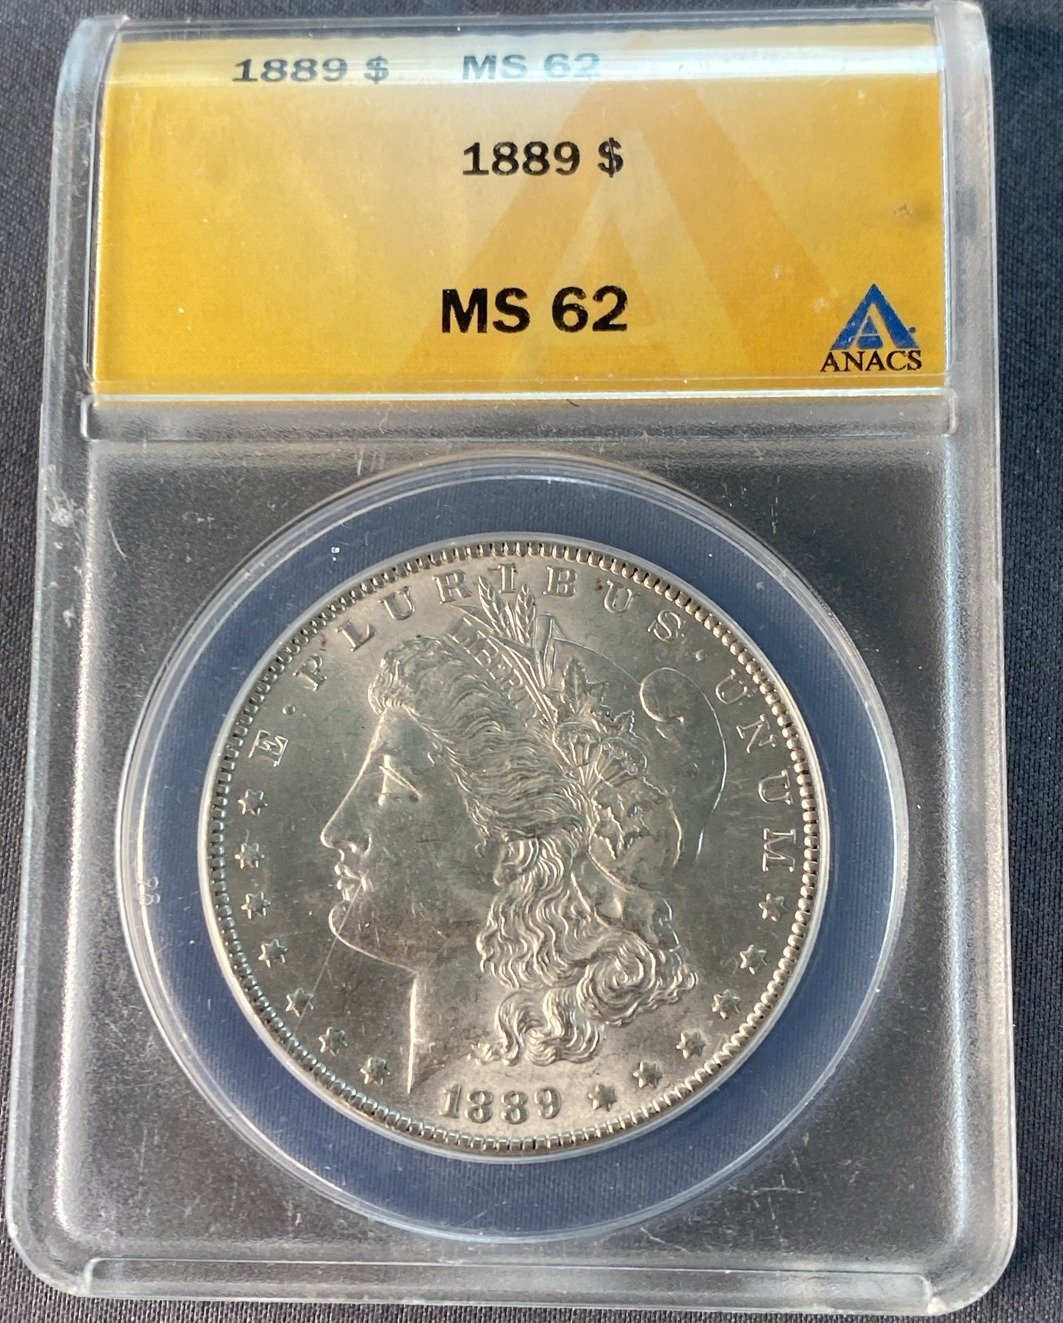 1889 $ MS 62
1889 $
MS 62
ANACS
E · PLURIBUS · UNUM
LIBERTY
1889